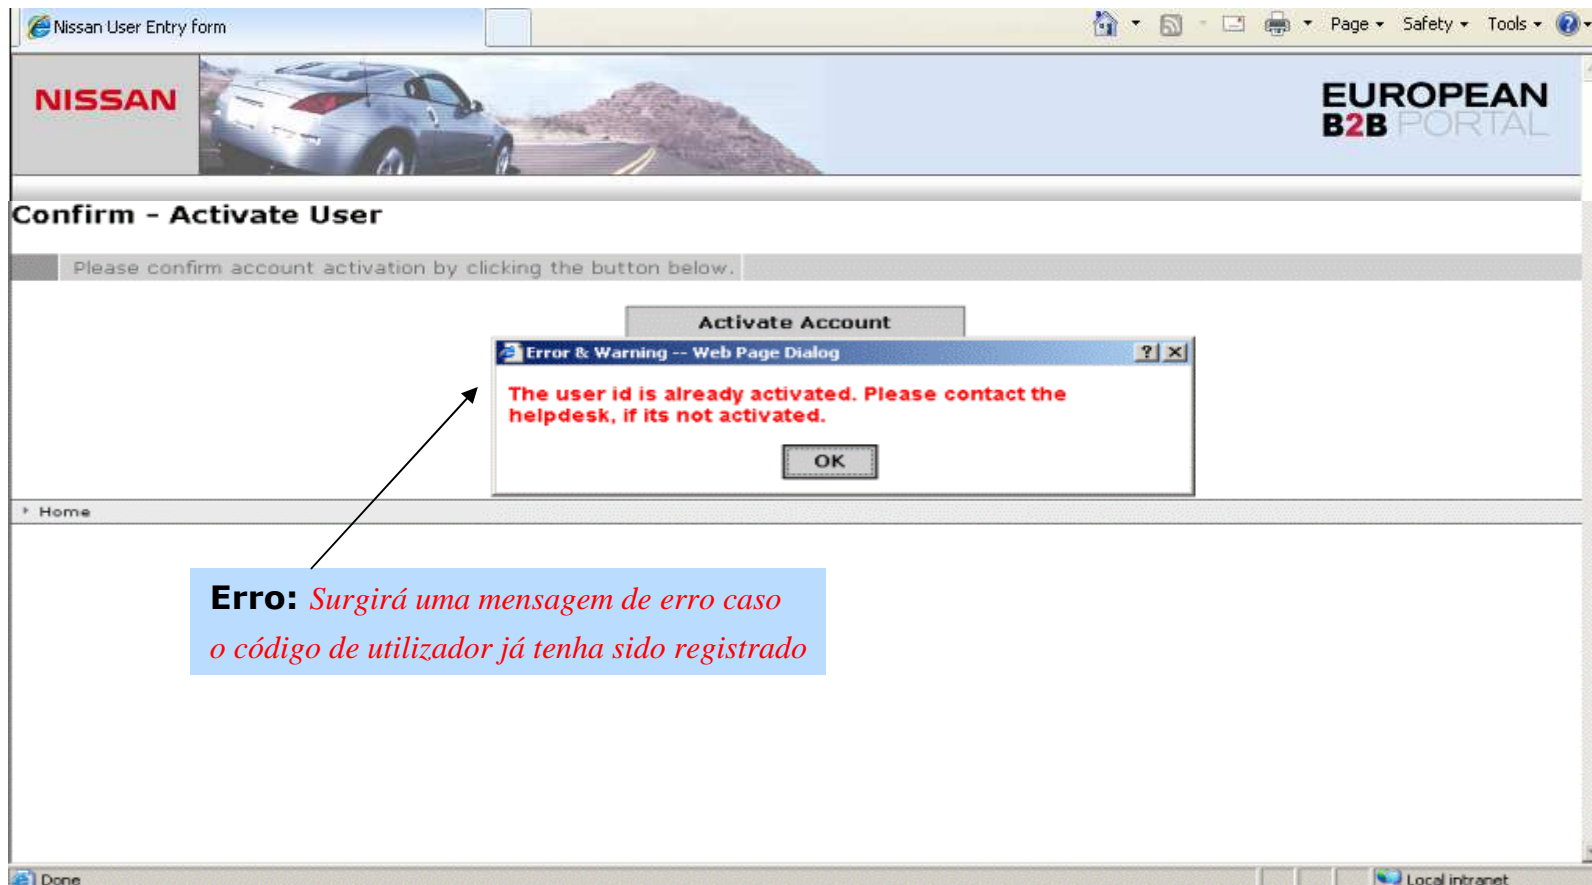 Nissan User Entry form
Page Safety Tools
NISSAN
EUROPEAN
B2B PORTAL
Confirm - Activate User
Please confirm account activation by clicking the button below.
Activate Account
Error & Warning -- Web Page Dialog
The user id is already activated. Please contact the
helpdesk, if its not activated.
OK
Home
Erro: Surgirá uma mensagem de erro caso
o código de utilizador já tenha sido registrado
Done
Local intranet